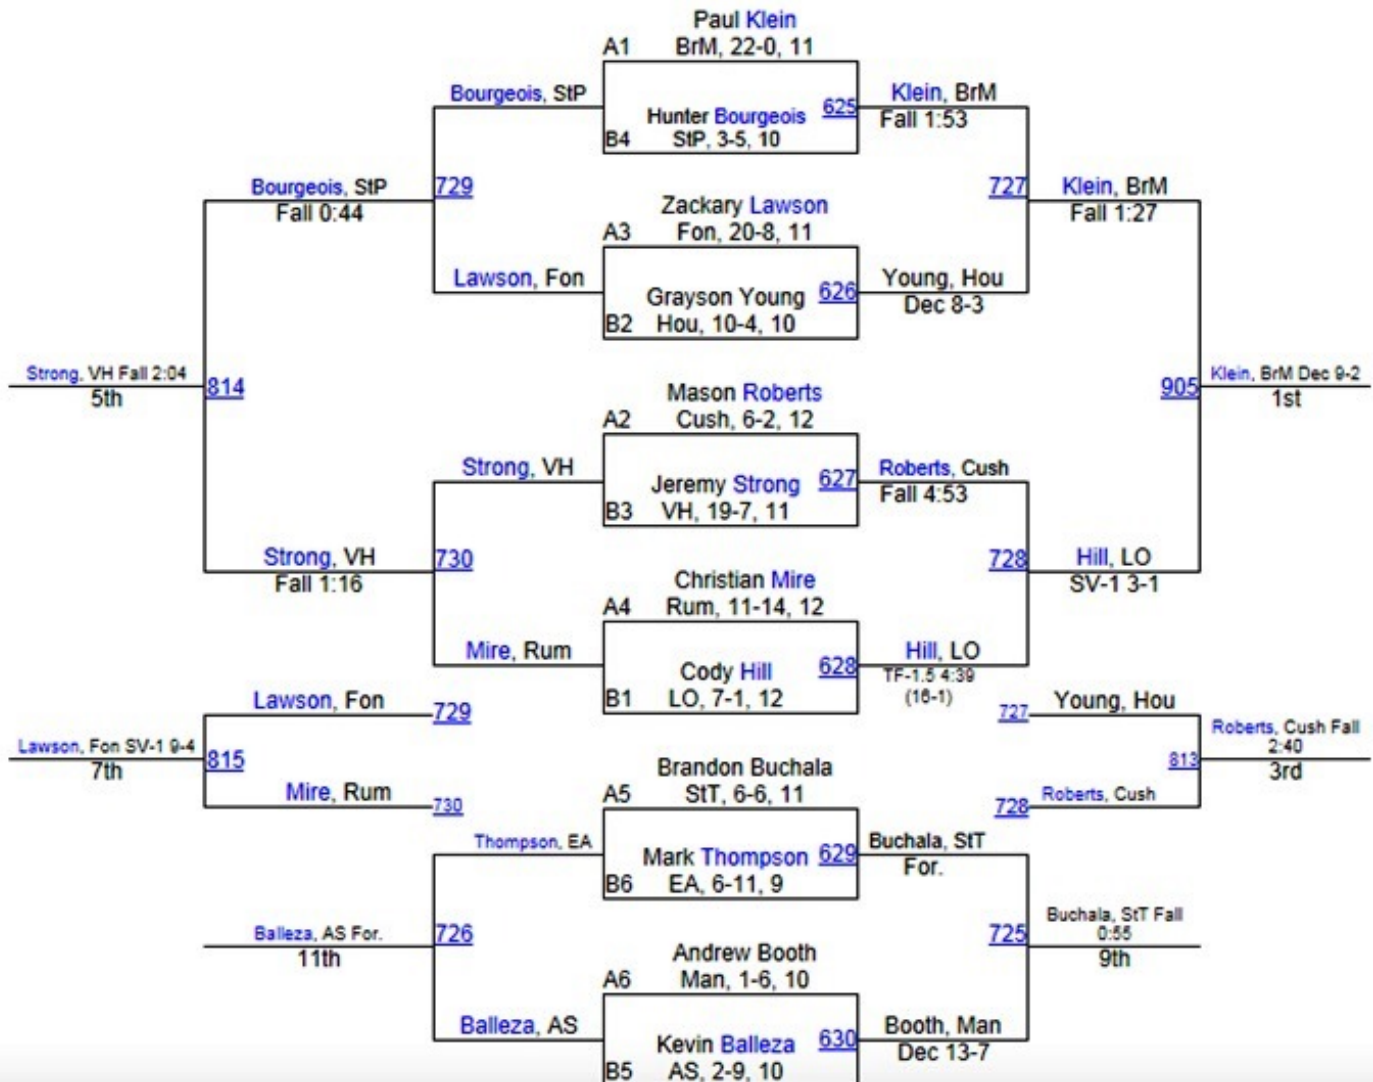 Paul Klein
A1 BrM, 22-0, 11
Bourgeois, StP
Klein, BrM
Hunter Bourgeois 625
Fall 1:53
B4 StP, 3-5, 10
Bourgeois, StP
729
727
Klein, BrM
Fall 0:44
Fall 1:27
Zackary Lawson
A3 Fon, 20-8, 11
Lawson, Fon
Young, Hou
Grayson Young 626
Dec 8-3
B2 Hou, 10-4, 10
Strong, VH Fall 2:04
814
5th
905
Klein, BrM Dec 9-2
1st
Mason Roberts
A2 Cush, 6-2, 12
Strong, VH
Roberts, Cush
Jeremy Strong 627
Fall 4:53
B3 VH, 19-7, 11
Strong, VH
730
728
Hill, LO
Fall 1:16
SV-1 3-1
Christian Mire
A4 Rum, 11-14, 12
Mire, Rum
Hill, LO
Cody Hill 628
TF-1.5 4:39
(16-1)
B1 LO, 7-1, 12
Lawson, Fon
729
727
Young, Hou
Lawson, Fon SV-1 9-4
815
7th
813
Roberts, Cush Fall
2:40
3rd
Mire, Rum
730
728
Roberts, Cush
Brandon Buchala
A5 StT, 6-6, 11
Thompson, EA
Buchala, StT
Mark Thompson 629
For.
B6 EA, 6-11, 9
Balleza, AS For.
726
11th
725
Buchala, StT Fall
0:55
9th
Andrew Booth
A6 Man, 1-6, 10
Balleza, AS
Booth, Man
Kevin Balleza 630
Dec 13-7
B5 AS, 2-9, 10